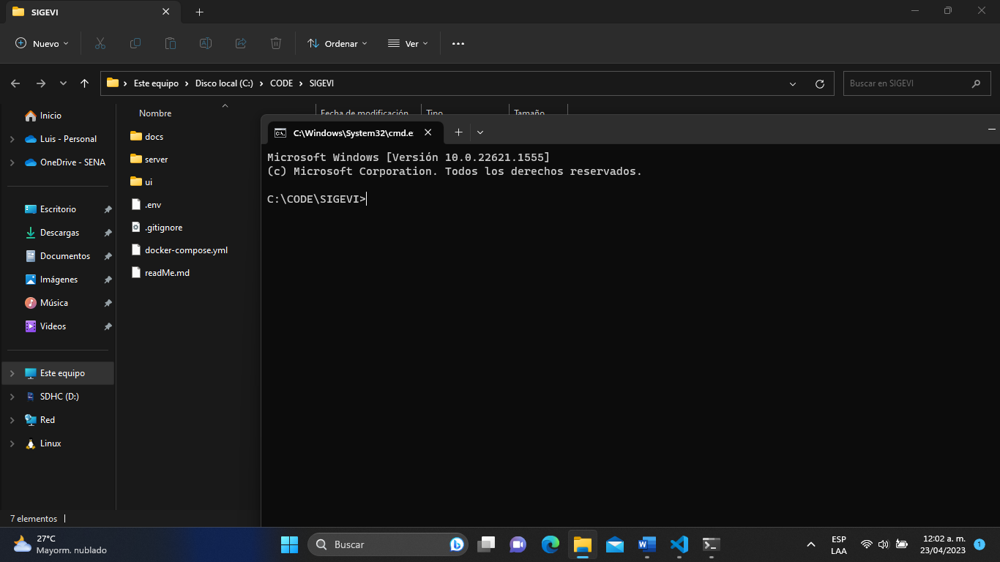 SIGEVI
Nuevo
Ordenar
Ver
Este equipo
Disco local (C:)
CODE
SIGEVI
Buscar en SIGEVI
Inicio
Luis - Personal
OneDrive - SENA
Escritorio
Descargas
Documentos
Imágenes
Música
Videos
Este equipo
SDHC (D:)
Red
Linux
Nombre
Fecha de modificación
Tipo
Tamaño
docs
server
ui
.env
.gitignore
docker-compose.yml
readMe.md
C:\Windows\System32\cmd.e
Microsoft Windows [Versión 10.0.22621.1555]
(c) Microsoft Corporation. Todos los derechos reservados.
C:\CODE\SIGEVI>
7 elementos
27°C
Mayorm. nublado
Buscar
ESP
LAA
12:02 a. m.
23/04/2023
1